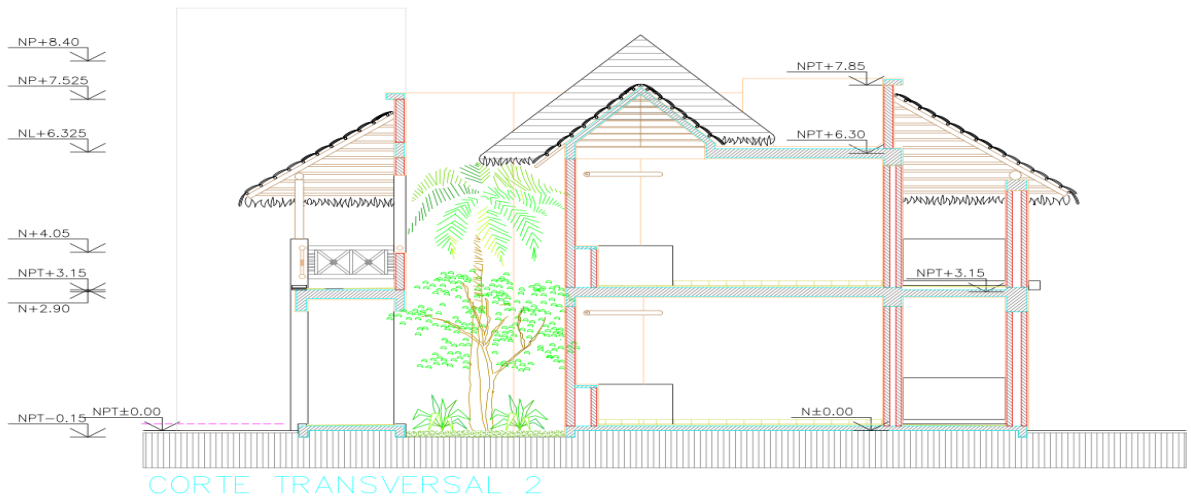 NP+8.40
NPT+7.85
NP+7.525
NL+6.325
NPT+6.30
N+4.05
NPT+3.15
NPT+3.15
N+2.90
NPT-0.15
NPT±0.00
N±0.00
CORTE TRANSVERSAL 2